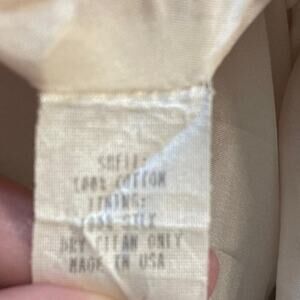 SHELL:
100% COTTON
LINING:
100% SILK
DRY CLEAN ONLY
MADE IN USA